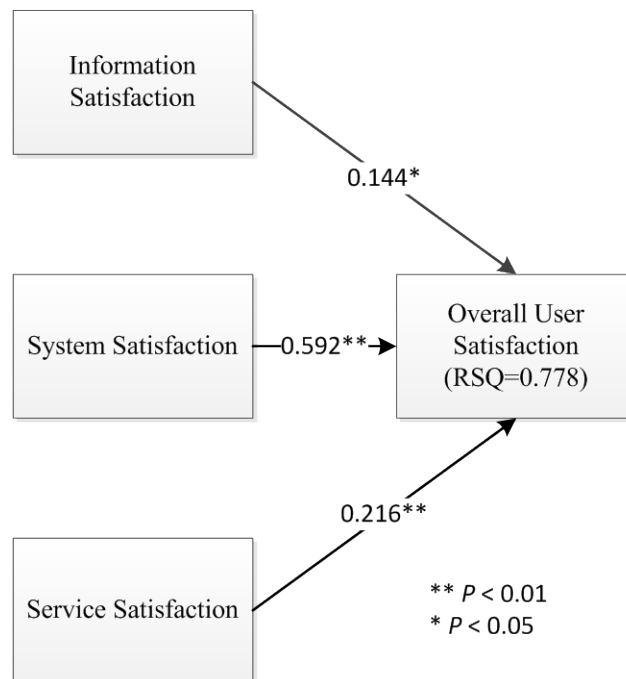 Information
Satisfaction
0.144*
System Satisfaction
0.592**
Overall User
Satisfaction
(RSQ=0.778)
0.216**
Service Satisfaction
** P < 0.01
* P < 0.05